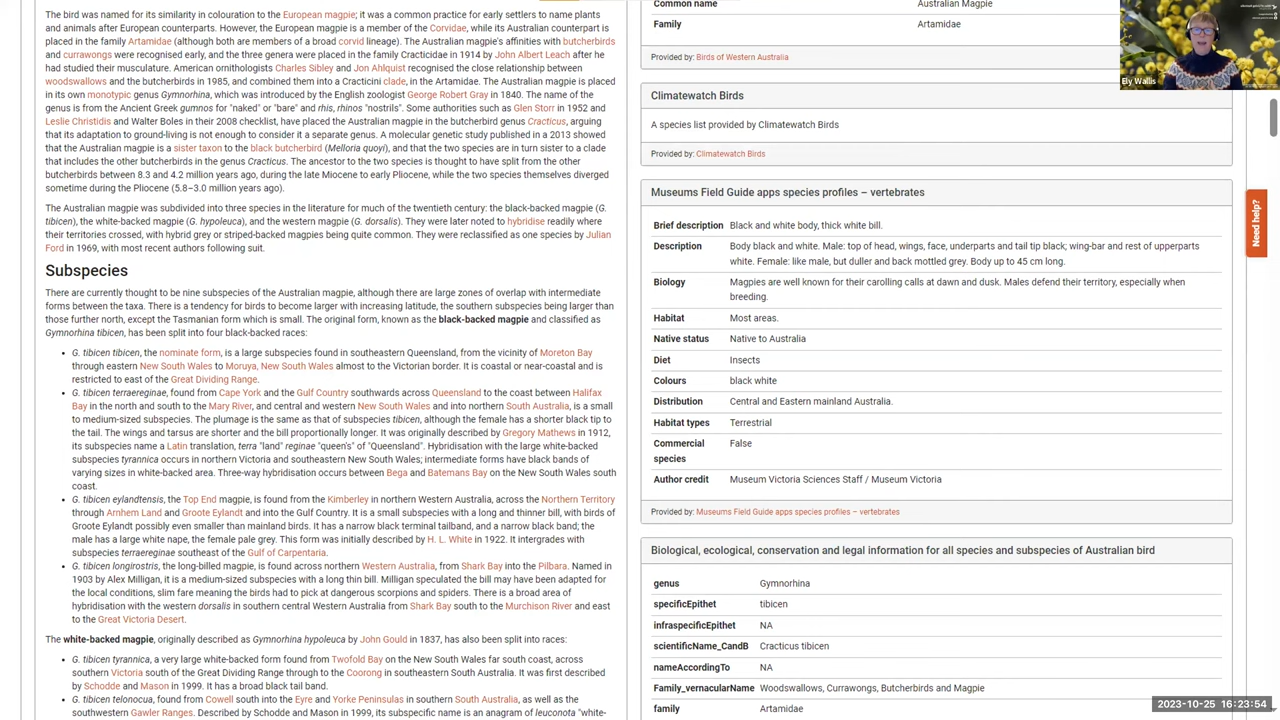 The bird was named for its similarity in colouration to the European magpie; it was a common practice for early settlers to name plants
and animals after European counterparts. However, the European magpie is a member of the Corvidae, while its Australian counterpart is
placed in the family Artamidae (although both are members of a broad corvid lineage). The Australian magpie's affinities with butcherbirds
and currawongs were recognised early, and the three genera were placed in the family Cracticidae in 1914 by John Albert Leach after he
had studied their musculature. American ornithologists Charles Sibley and Jon Ahlquist recognised the close relationship between
woodswallows and the butcherbirds in 1985, and combined them into a Cracticini clade, in the Artamidae. The Australian magpie is placed
in its own monotypic genus Gymnorhina, which was introduced by the English zoologist George Robert Gray in 1840. The name of the
genus is from the Ancient Greek gumnos for "naked" or "bare" and rhis, rhinos "nostrils". Some authorities such as Glen Storr in 1952 and
Leslie Christidis and Walter Boles in their 2008 checklist, have placed the Australian magpie in the butcherbird genus Cracticus, arguing
that its adaptation to ground-living is not enough to consider it a separate genus. A molecular genetic study published in a 2013 showed
that the Australian magpie is a sister taxon to the black butcherbird (Melloria quoyi), and that the two species are in turn sister to a clade
that includes the other butcherbirds in the genus Cracticus. The ancestor to the two species is thought to have split from the other
butcherbirds between 8.3 and 4.2 million years ago, during the late Miocene to early Pliocene, while the two species themselves diverged
sometime during the Pliocene (5.8–3.0 million years ago).
The Australian magpie was subdivided into three species in the literature for much of the twentieth century: the black-backed magpie (G.
tibicen), the white-backed magpie (G. hypoleuca), and the western magpie (G. dorsalis). They were later noted to hybridise readily where
their territories crossed, with hybrid grey or striped-backed magpies being quite common. They were reclassified as one species by Julian
Ford in 1969, with most recent authors following suit.
Subspecies
There are currently thought to be nine subspecies of the Australian magpie, although there are large zones of overlap with intermediate
forms between the taxa. There is a tendency for birds to become larger with increasing latitude, the southern subspecies being larger than
those further north, except the Tasmanian form which is small. The original form, known as the black-backed magpie and classified as
Gymnorhina tibicen, has been split into four black-backed races:
• G. tibicen tibicen, the nominate form, is a large subspecies found in southeastern Queensland, from the vicinity of Moreton Bay
through eastern New South Wales to Moruya, New South Wales almost to the Victorian border. It is coastal or near-coastal and is
restricted to east of the Great Dividing Range.
• G. tibicen terraereginae, found from Cape York and the Gulf Country southwards across Queensland to the coast between Halifax
Bay in the north and south to the Mary River, and central and western New South Wales and into northern South Australia, is a small
to medium-sized subspecies. The plumage is the same as that of subspecies tibicen, although the female has a shorter black tip to
the tail. The wings and tarsus are shorter and the bill proportionally longer. It was originally described by Gregory Mathews in 1912,
its subspecies name a Latin translation, terra "land" reginae "queen's" of "Queensland". Hybridisation with the large white-backed
subspecies tyrannica occurs in northern Victoria and southeastern New South Wales; intermediate forms have black bands of
varying sizes in white-backed area. Three-way hybridisation occurs between Bega and Batemans Bay on the New South Wales south
coast.
• G. tibicen eylandtensis, the Top End magpie, is found from the Kimberley in northern Western Australia, across the Northern Territory
through Arnhem Land and Groote Eylandt and into the Gulf Country. It is a small subspecies with a long and thinner bill, with birds of
Groote Eylandt possibly even smaller than mainland birds. It has a narrow black terminal tailband, and a narrow black band; the
male has a large white nape, the female pale grey. This form was initially described by H. L. White in 1922. It intergrades with
subspecies terraereginae southeast of the Gulf of Carpentaria.
• G. tibicen longirostris, the long-billed magpie, is found across northern Western Australia, from Shark Bay into the Pilbara. Named in
1903 by Alex Milligan, it is a medium-sized subspecies with a long thin bill. Milligan speculated the bill may have been adapted for
the local conditions, slim fare meaning the birds had to pick at dangerous scorpions and spiders. There is a broad area of
hybridisation with the western dorsalis in southern central Western Australia from Shark Bay south to the Murchison River and east
to the Great Victoria Desert.
The white-backed magpie, originally described as Gymnorhina hypoleuca by John Gould in 1837, has also been split into races:
• G. tibicen tyrannica, a very large white-backed form found from Twofold Bay on the New South Wales far south coast, across
southern Victoria south of the Great Dividing Range through to the Coorong in southeastern South Australia. It was first described
by Schodde and Mason in 1999. It has a broad black tail band.
• G. tibicen telonocua, found from Cowell south into the Eyre and Yorke Peninsulas in southern South Australia, as well as the
southwestern Gawler Ranges. Described by Schodde and Mason in 1999, its subspecific name is an anagram of leuconota "white-
Common name Australian Magpie
Family Artamidae
Provided by: Birds of Western Australia
Climatewatch Birds
A species list provided by Climatewatch Birds
Provided by: Climatewatch Birds
Museums Field Guide apps species profiles – vertebrates
Brief description Black and white body, thick white bill.
Description Body black and white. Male: top of head, wings, face, underparts and tail tip black; wing-bar and rest of upperparts
white. Female: like male, but duller and back mottled grey. Body up to 45 cm long.
Biology Magpies are well known for their carolling calls at dawn and dusk. Males defend their territory, especially when
breeding.
Habitat Most areas.
Native status Native to Australia
Diet Insects
Colours black white
Distribution Central and Eastern mainland Australia.
Habitat types Terrestrial
Commercial False
species
Author credit Museum Victoria Sciences Staff / Museum Victoria
Provided by: Museums Field Guide apps species profiles – vertebrates
Biological, ecological, conservation and legal information for all species and subspecies of Australian bird
genus Gymnorhina
specificEpithet tibicen
infraspecificEpithet NA
scientificName_CandB Cracticus tibicen
nameAccordingTo NA
Family_vernacularName Woodswallows, Currawongs, Butcherbirds and Magpie
family Artamidae
Ely Wallis
Need help?
2023-10-25 16:23:54